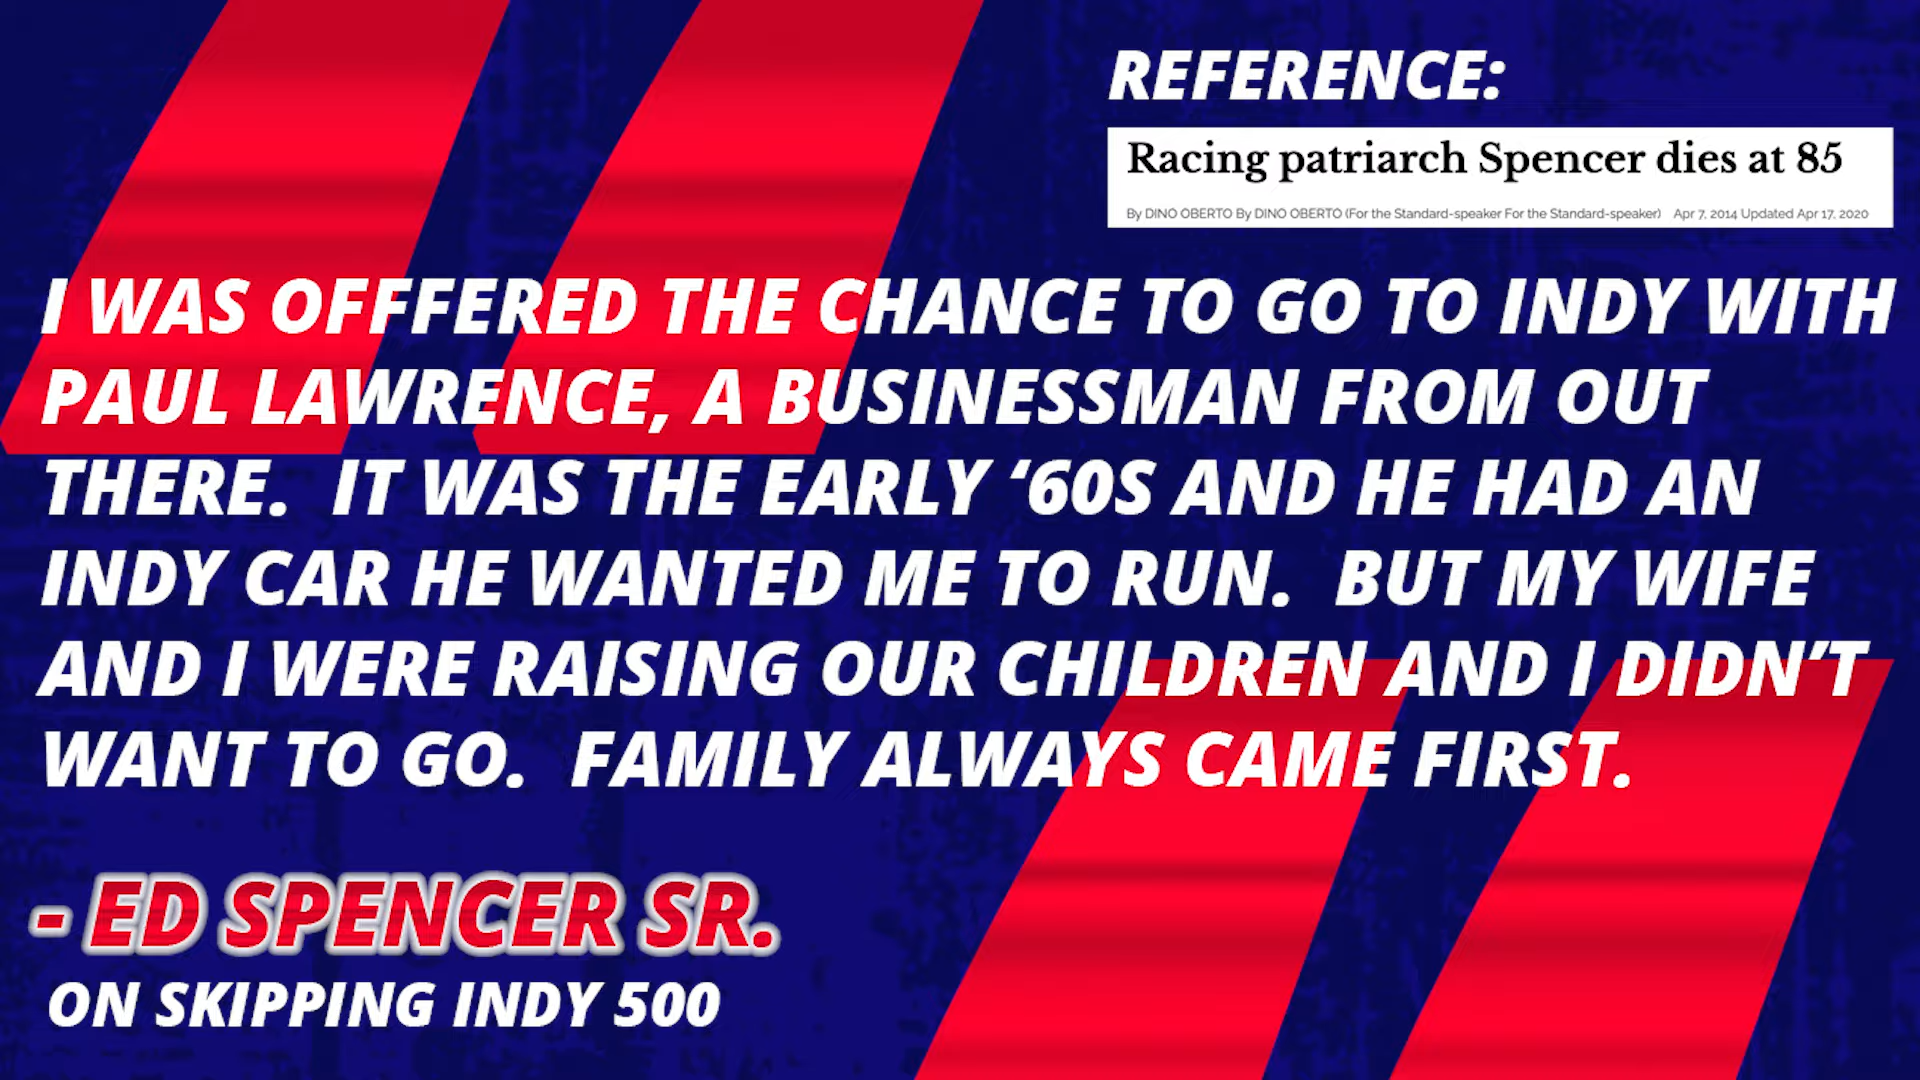 REFERENCE:
Racing patriarch Spencer dies at 85
By DINO OBERTO By DINO OBERTO (For the Standard-speaker For the Standard-speaker) Apr 7, 2014 Updated Apr 17, 2020
I WAS OFFFERED THE CHANCE TO GO TO INDY WITH
PAUL LAWRENCE, A BUSINESSMAN FROM OUT
THERE. IT WAS THE EARLY ‘60S AND HE HAD AN
INDY CAR HE WANTED ME TO RUN. BUT MY WIFE
AND I WERE RAISING OUR CHILDREN AND I DIDN’T
WANT TO GO. FAMILY ALWAYS CAME FIRST.
- ED SPENCER SR.
ON SKIPPING INDY 500